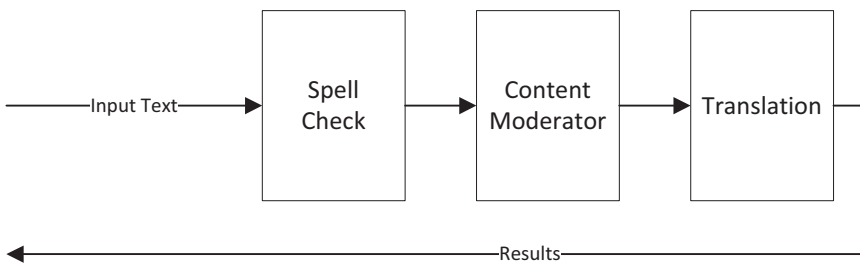 Input Text
Spell
Check
Content
Moderator
Translation
Results